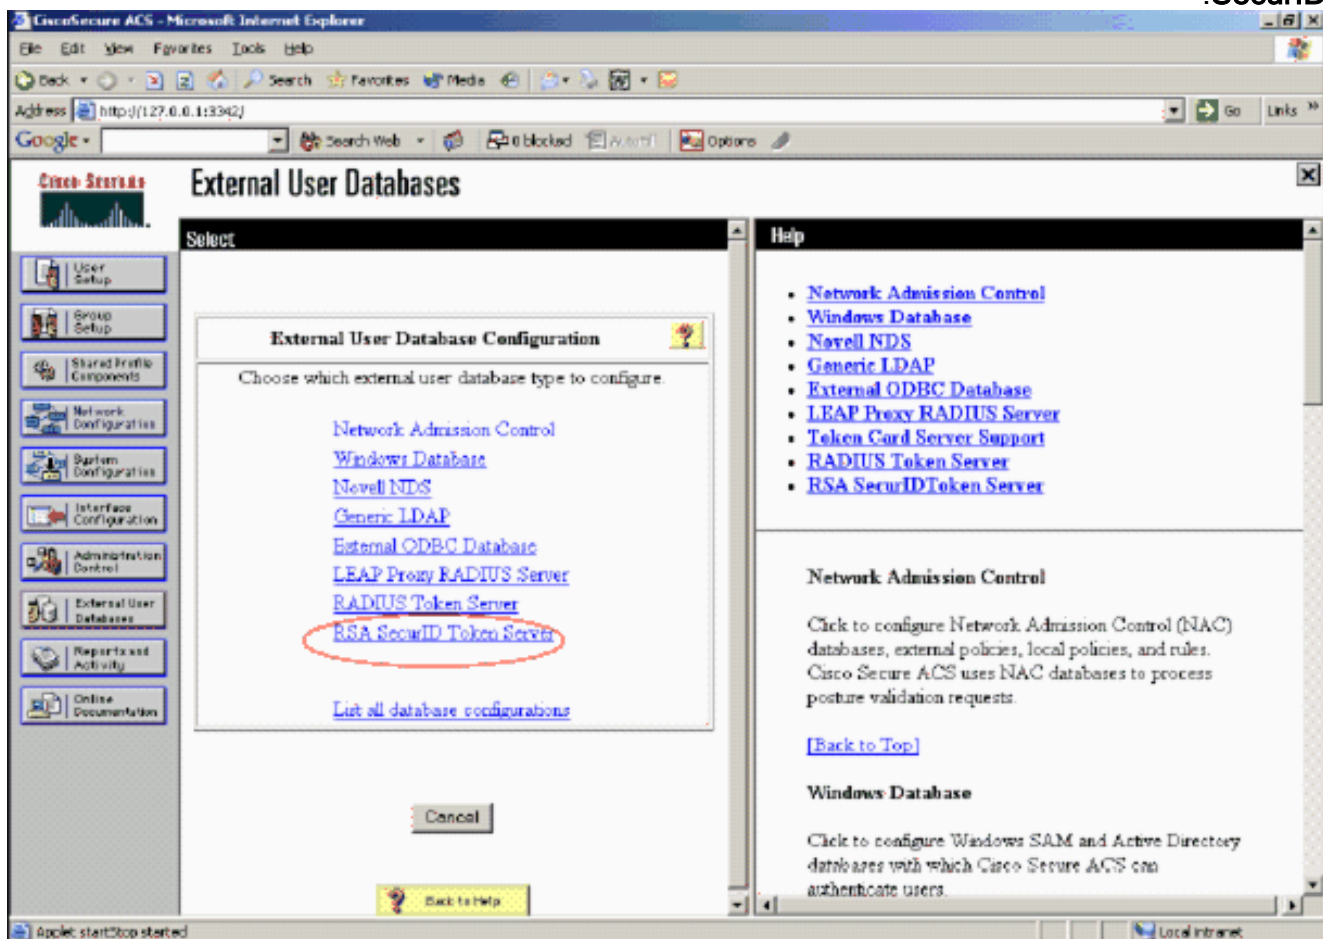 .SecurID
CiscoSecure ACS - Microsoft Internet Explorer
File Edit View Favorites Tools Help
Back Search Favorites Media
Address http://127.0.0.1:3342/ Go Links »
Google Search Web 0 blocked AutoFill Options
Cisco Systems
External User Databases
Select
User Setup
Group Setup
Shared Profile Components
Network Configuration
System Configuration
Interface Configuration
Administration Control
External User Databases
Reports and Activity
Online Documentation
External User Database Configuration
Choose which external user database type to configure.
Network Admission Control
Windows Database
Novell NDS
Generic LDAP
External ODBC Database
LEAP Proxy RADIUS Server
RADIUS Token Server
RSA SecurID Token Server
List all database configurations
Cancel
Back to Help
Help
Network Admission Control
Windows Database
Novell NDS
Generic LDAP
External ODBC Database
LEAP Proxy RADIUS Server
Token Card Server Support
RADIUS Token Server
RSA SecurIDToken Server
Network Admission Control
Click to configure Network Admission Control (NAC)
databases, external policies, local policies, and rules.
Cisco Secure ACS uses NAC databases to process
posture validation requests.
[Back to Top]
Windows Database
Click to configure Windows SAM and Active Directory
databases with which Cisco Secure ACS can
authenticate users.
Applet startStop started
Local intranet